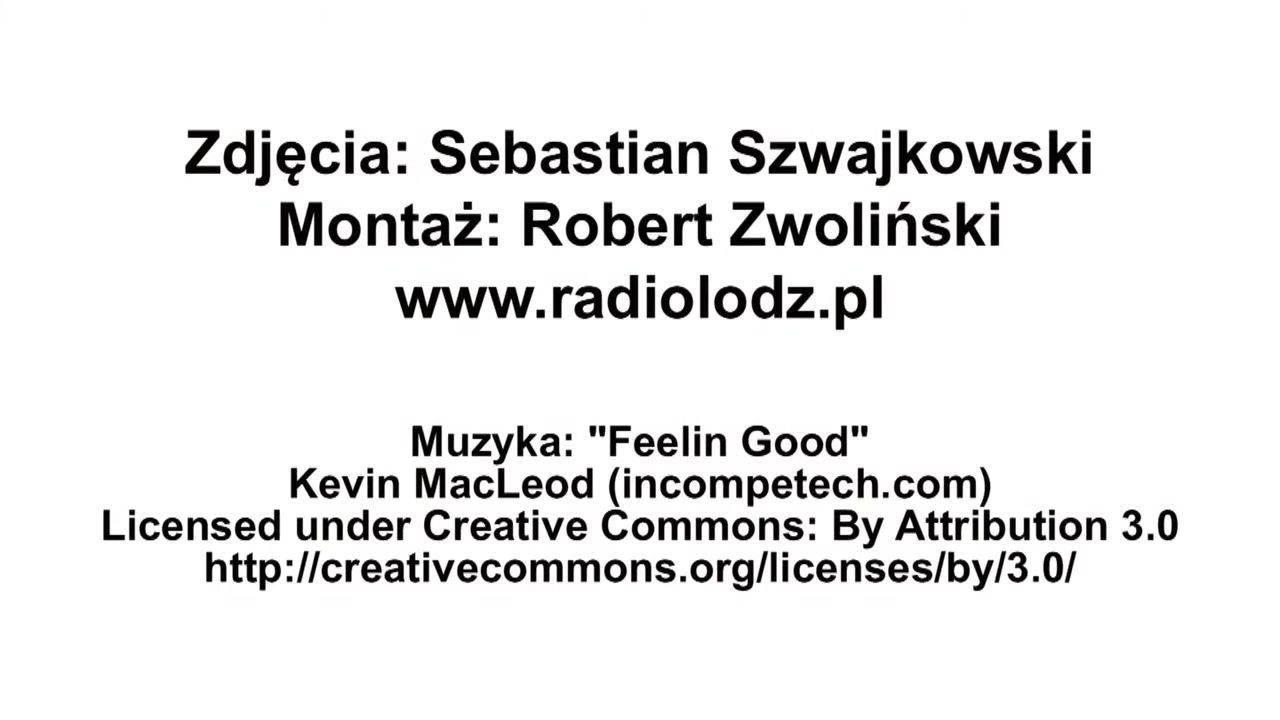 Zdjęcia: Sebastian Szwajkowski
Montaż: Robert Zwoliński
www.radiolodz.pl
Muzyka: "Feelin Good"
Kevin MacLeod (incompetech.com)
Licensed under Creative Commons: By Attribution 3.0
http://creativecommons.org/licenses/by/3.0/